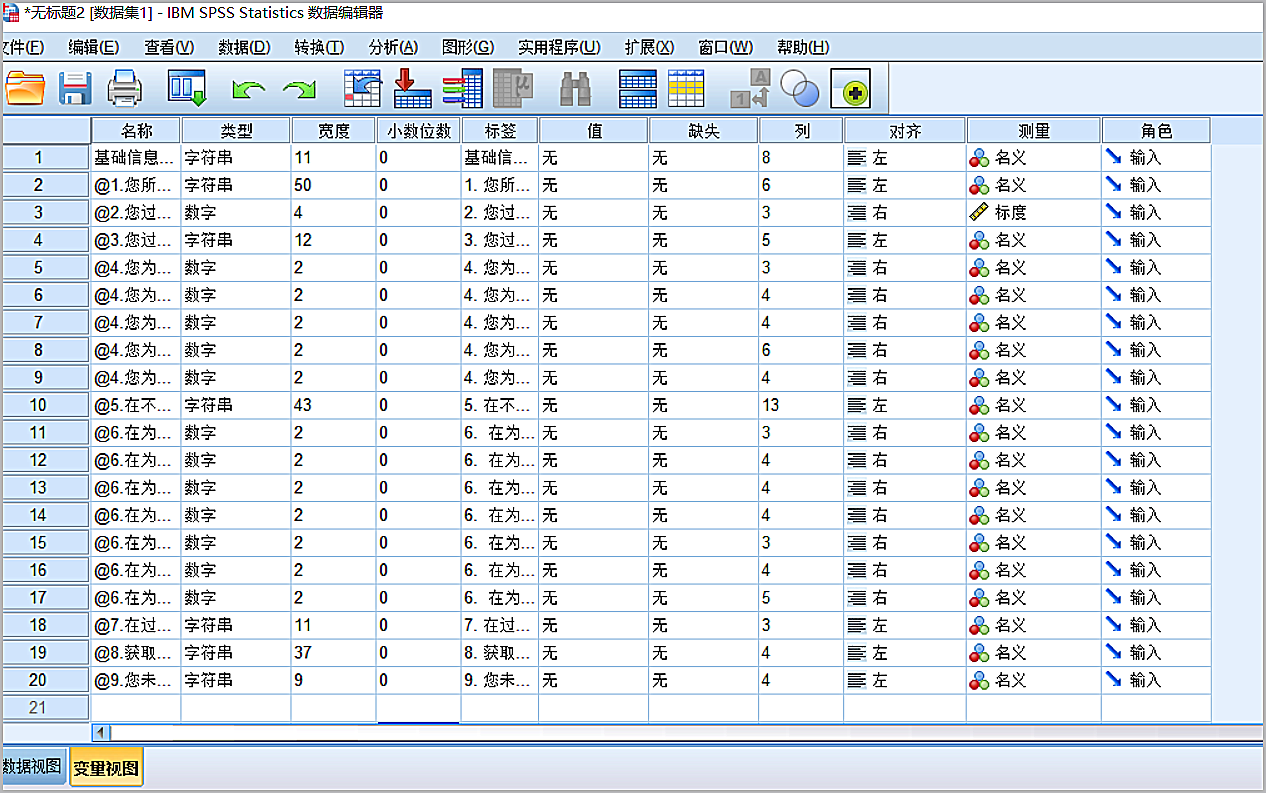 *无标题2 [数据集1] - IBM SPSS Statistics 数据编辑器
文件(F) 编辑(E) 查看(V) 数据(D) 转换(T) 分析(A) 图形(G) 实用程序(U) 扩展(X) 窗口(W) 帮助(H)
名称 类型 宽度 小数位数 标签 值 缺失 列 对齐 测量 角色
1 基础信息... 字符串 11 0 基础信... 无 无 8 左 名义 输入
2 @1.您所... 字符串 50 0 1. 您所... 无 无 6 左 名义 输入
3 @2.您过... 数字 4 0 2. 您过... 无 无 3 右 标度 输入
4 @3.您过... 字符串 12 0 3. 您过... 无 无 5 左 名义 输入
5 @4.您为... 数字 2 0 4. 您为... 无 无 3 右 名义 输入
6 @4.您为... 数字 2 0 4. 您为... 无 无 4 右 名义 输入
7 @4.您为... 数字 2 0 4. 您为... 无 无 4 右 名义 输入
8 @4.您为... 数字 2 0 4. 您为... 无 无 6 右 名义 输入
9 @4.您为... 数字 2 0 4. 您为... 无 无 4 右 名义 输入
10 @5.在不... 字符串 43 0 5. 在不... 无 无 13 左 名义 输入
11 @6.在为... 数字 2 0 6. 在为... 无 无 3 右 名义 输入
12 @6.在为... 数字 2 0 6. 在为... 无 无 4 右 名义 输入
13 @6.在为... 数字 2 0 6. 在为... 无 无 4 右 名义 输入
14 @6.在为... 数字 2 0 6. 在为... 无 无 4 右 名义 输入
15 @6.在为... 数字 2 0 6. 在为... 无 无 3 右 名义 输入
16 @6.在为... 数字 2 0 6. 在为... 无 无 4 右 名义 输入
17 @6.在为... 数字 2 0 6. 在为... 无 无 5 右 名义 输入
18 @7.在过... 字符串 11 0 7. 在过... 无 无 3 左 名义 输入
19 @8.获取... 字符串 37 0 8. 获取... 无 无 4 左 名义 输入
20 @9.您未... 字符串 9 0 9. 您未... 无 无 4 左 名义 输入
21
数据视图 变量视图